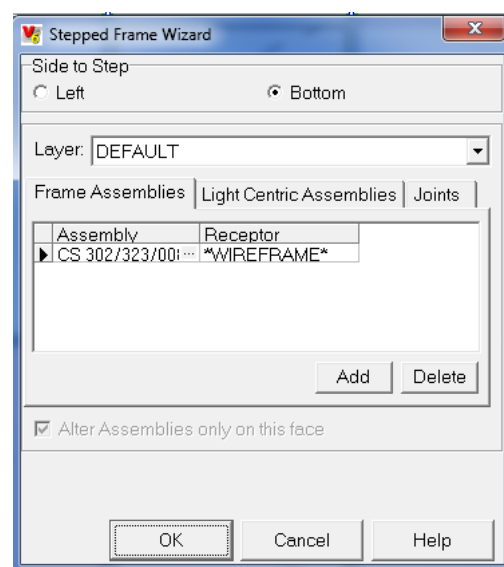 Stepped Frame Wizard
Side to Step
Left Bottom
Layer: DEFAULT
Frame Assemblies Light Centric Assemblies Joints
Assembly Receptor
CS 302/323/00 ... *WIREFRAME*
Add Delete
Alter Assemblies only on this face
OK Cancel Help